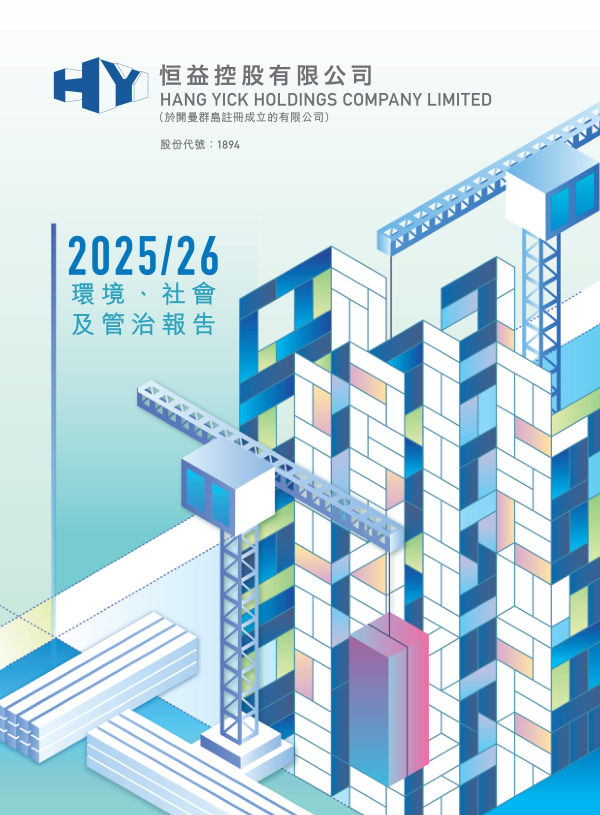 HY
恒益控股有限公司
HANG YICK HOLDINGS COMPANY LIMITED
(於開曼群島註冊成立的有限公司)
股份代號：1894
2025/26
環境、社會
及管治報告